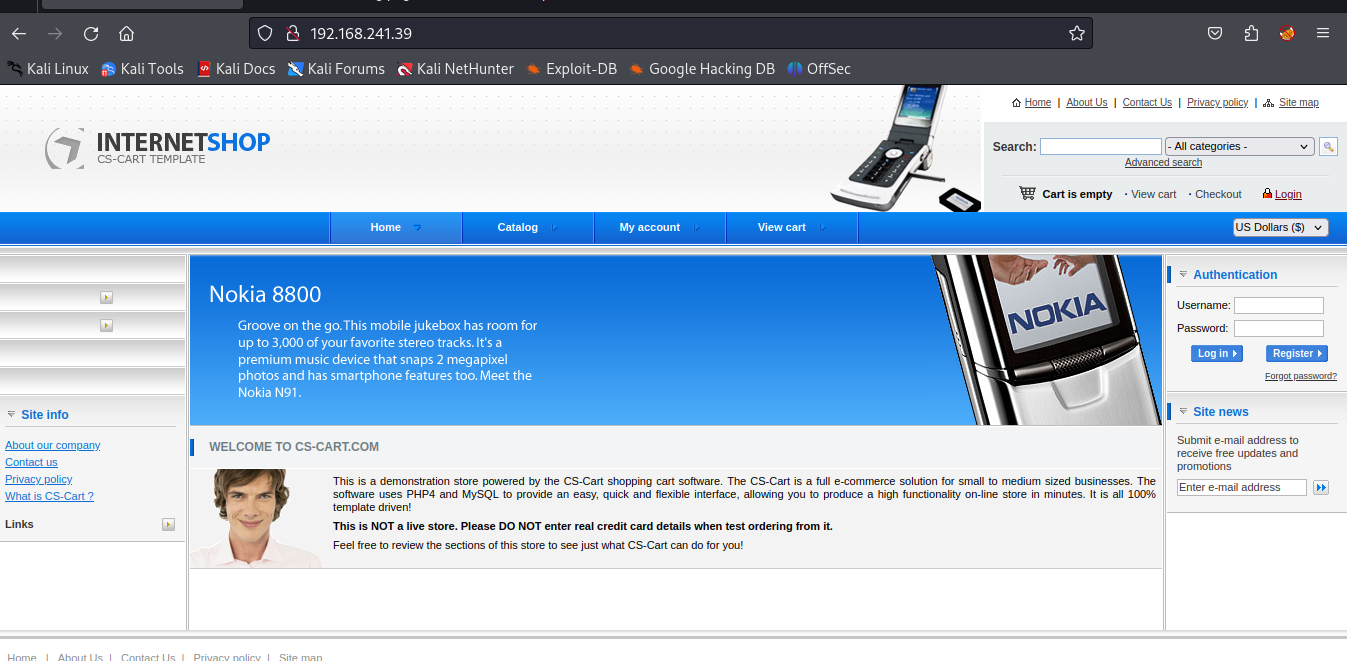 192.168.241.39
Kali Linux Kali Tools Kali Docs Kali Forums Kali NetHunter Exploit-DB Google Hacking DB OffSec
Home | About Us | Contact Us | Privacy policy | Site map
INTERNETSHOP
CS-CART TEMPLATE
Search: - All categories -
Advanced search
Cart is empty · View cart · Checkout Login
Home Catalog My account View cart US Dollars ($)
Nokia 8800
Groove on the go.This mobile jukebox has room for
up to 3,000 of your favorite stereo tracks. It's a
premium music device that snaps 2 megapixel
photos and has smartphone features too. Meet the
Nokia N91.
NOKIA
Authentication
Username:
Password:
Log in Register
Forgot password?
Site info
About our company
Contact us
Privacy policy
What is CS-Cart ?
Links
WELCOME TO CS-CART.COM
This is a demonstration store powered by the CS-Cart shopping cart software. The CS-Cart is a full e-commerce solution for small to medium sized businesses. The
software uses PHP4 and MySQL to provide an easy, quick and flexible interface, allowing you to produce a high functionality on-line store in minutes. It is all 100%
template driven!
This is NOT a live store. Please DO NOT enter real credit card details when test ordering from it.
Feel free to review the sections of this store to see just what CS-Cart can do for you!
Site news
Submit e-mail address to
receive free updates and
promotions
Enter e-mail address
Home | About Us | Contact Us | Privacy policy | Site map